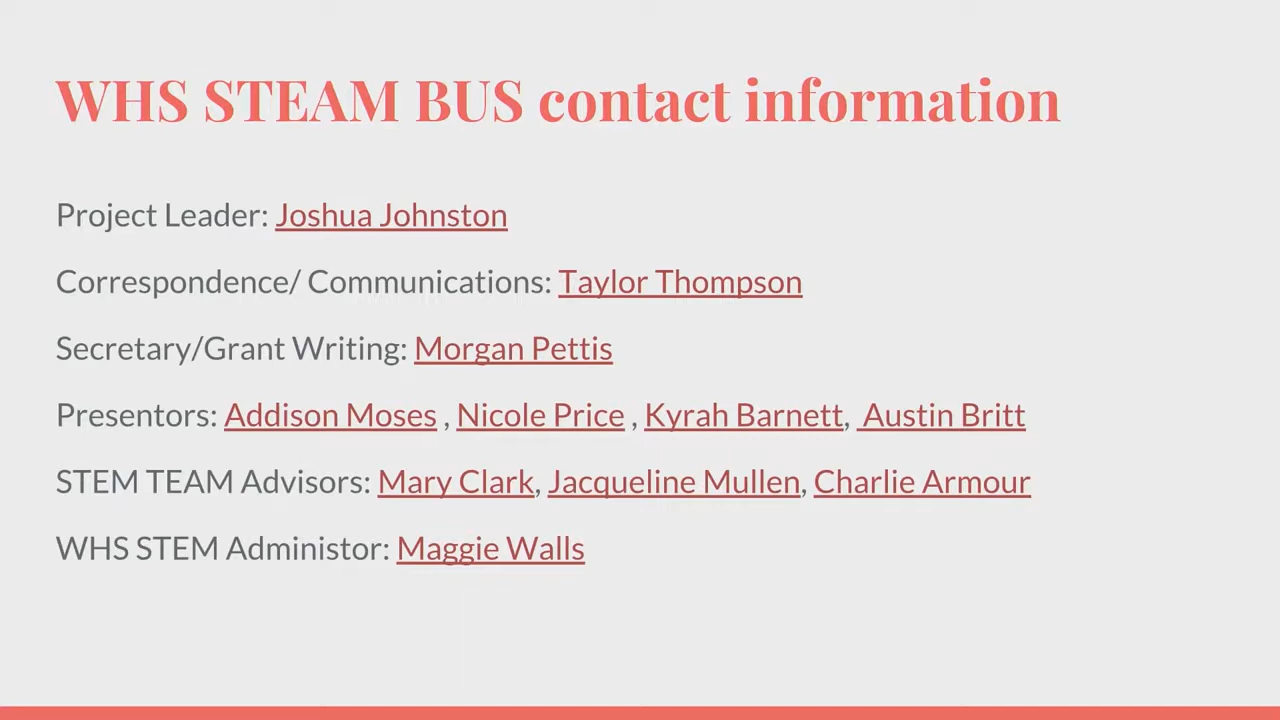 WHS STEAM BUS contact information
Project Leader: Joshua Johnston
Correspondence/ Communications: Taylor Thompson
Secretary/Grant Writing: Morgan Pettis
Presentors: Addison Moses , Nicole Price , Kyrah Barnett, Austin Britt
STEM TEAM Advisors: Mary Clark, Jacqueline Mullen, Charlie Armour
WHS STEM Administor: Maggie Walls